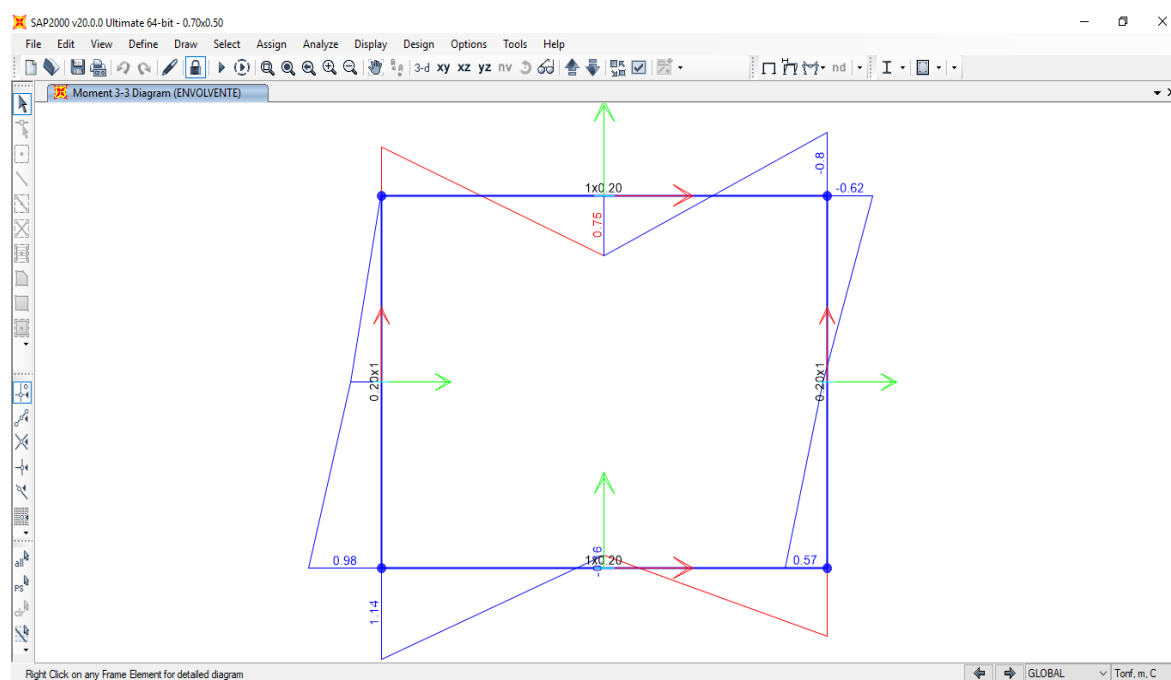 SAP2000 v20.0.0 Ultimate 64-bit - 0.70x0.50
File Edit View Define Draw Select Assign Analyze Display Design Options Tools Help
3-d xy xz yz nv nd
Moment 3-3 Diagram (ENVOLVENTE)
-0.8
1x0.20
-0.62
0.75
0.20x1
0.20x1
0.98
1x0.20
0.57
1.14
all
ps
clr
Right Click on any Frame Element for detailed diagram
GLOBAL
Tonf, m, C